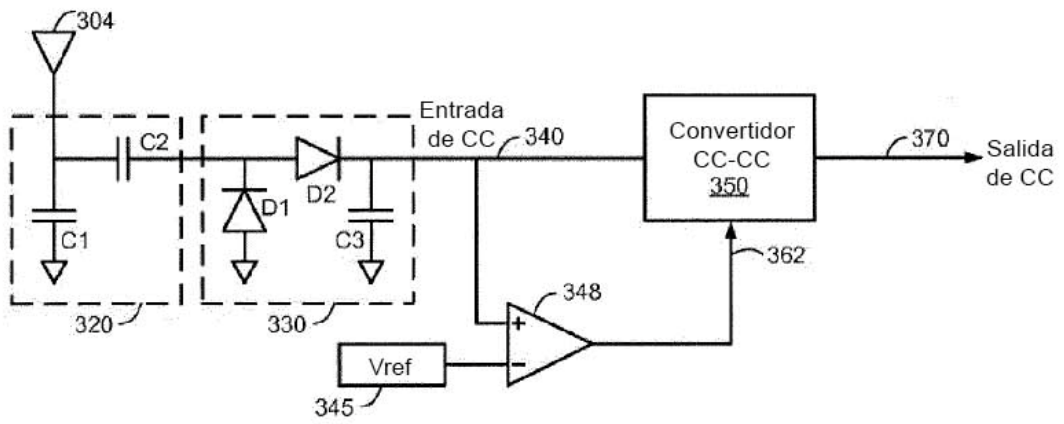 304
C2
C1
320
D2
D1
C3
330
Entrada
de CC
340
Convertidor
CC-CC
350
370
Salida
de CC
362
348
+
−
Vref
345